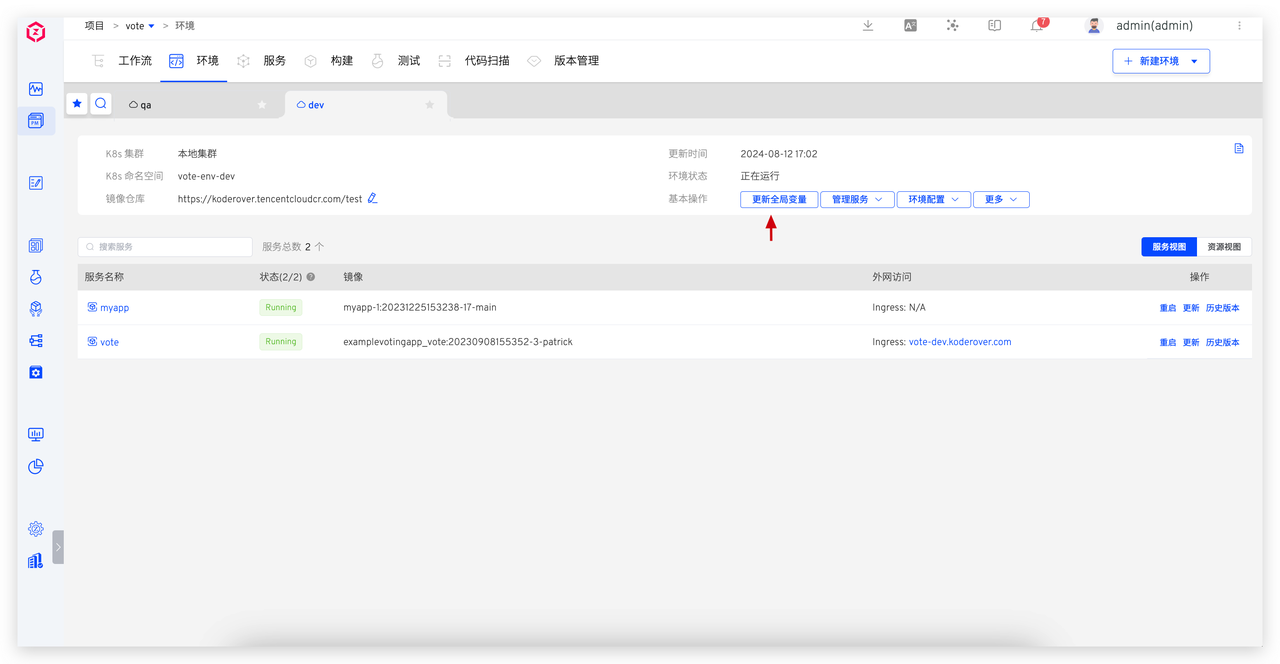 项目 > vote > 环境
7
admin(admin)
工作流 环境 服务 构建 测试 代码扫描 版本管理
+ 新建环境
qa
dev
K8s 集群 本地集群
更新时间 2024-08-12 17:02
K8s 命名空间 vote-env-dev
环境状态 正在运行
镜像仓库 https://koderover.tencentcloudcr.com/test
基本操作 更新全局变量 管理服务 环境配置 更多
搜索服务 服务总数 2 个
服务视图 资源视图
服务名称 状态(2/2) 镜像 外网访问 操作
myapp Running myapp-1:20231225153238-17-main Ingress: N/A 重启 更新 历史版本
vote Running examplevotingapp_vote:20230908155352-3-patrick Ingress: vote-dev.koderover.com 重启 更新 历史版本